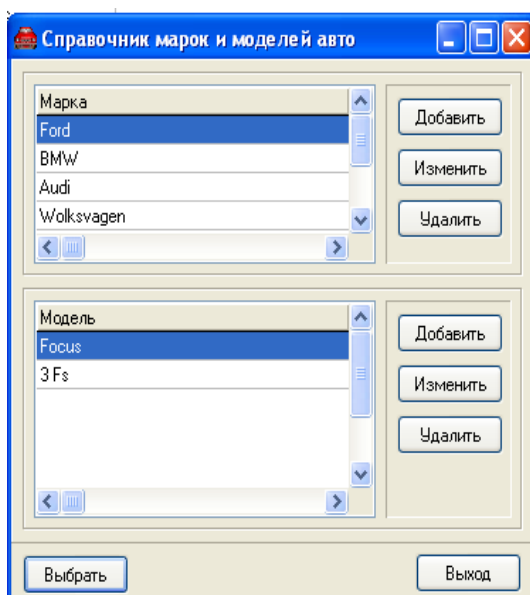 Справочник марок и моделей авто
Марка
Ford
BMW
Audi
Wolksvagen
Добавить
Изменить
Удалить
Модель
Focus
3 Fs
Добавить
Изменить
Удалить
Выбрать
Выход